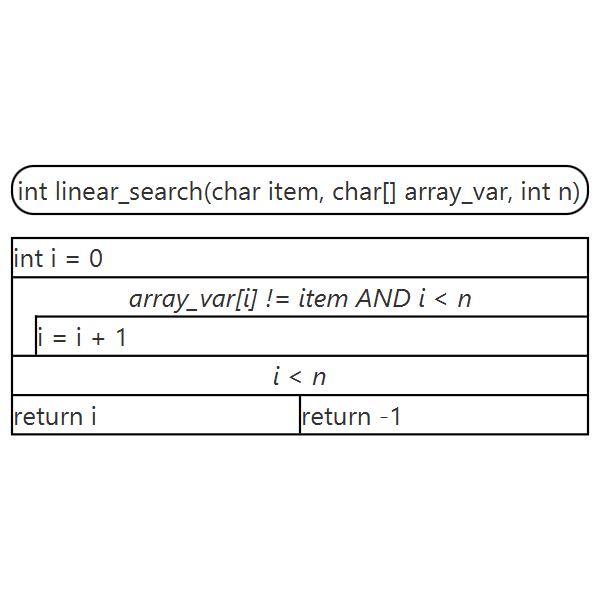 int linear_search(char item, char[] array_var, int n)
int i = 0
array_var[i] != item AND i < n
i = i + 1
i < n
return i
return -1